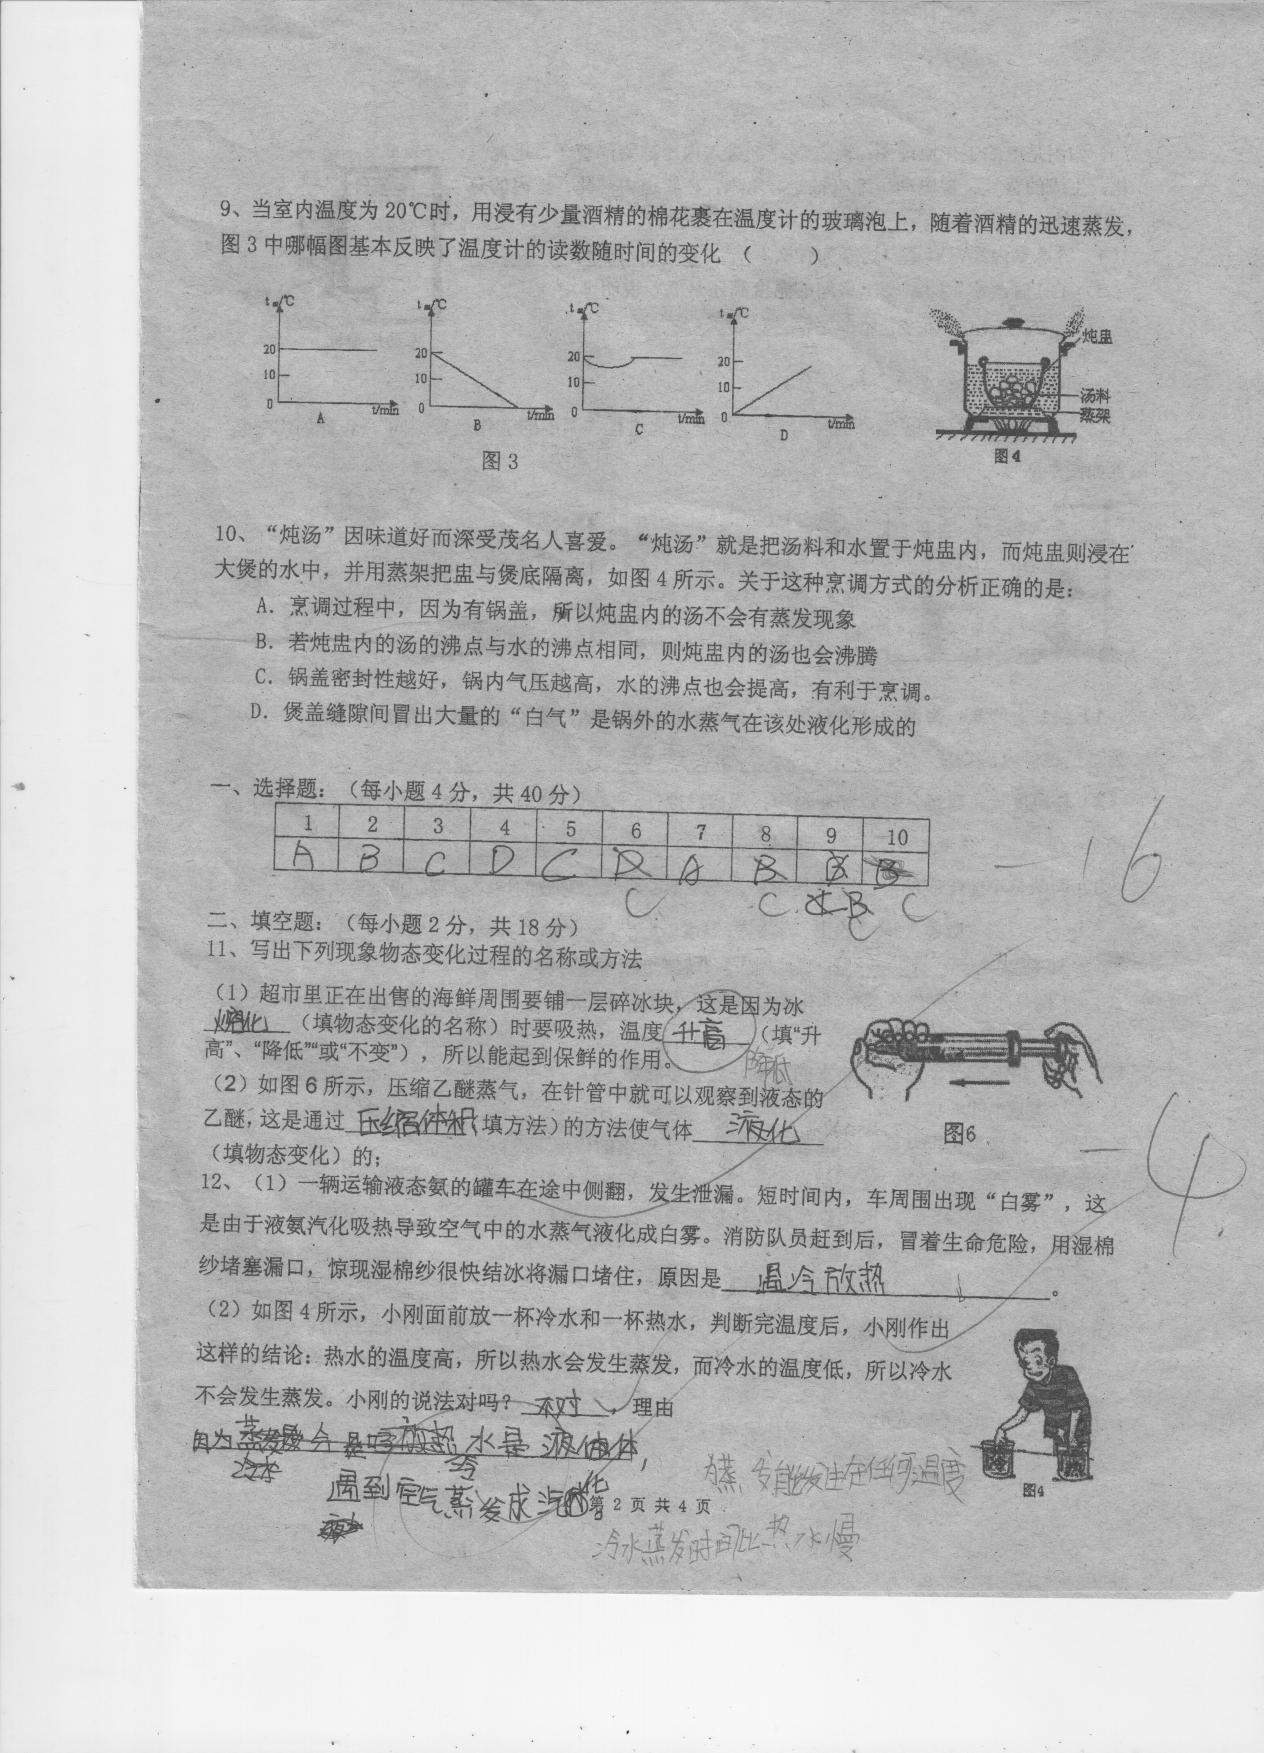 9、当室内温度为20℃时，用浸有少量酒精的棉花裹在温度计的玻璃泡上，随着酒精的迅速蒸发，
图3中哪幅图基本反映了温度计的读数随时间的变化 （ ）
20
10
0
t/min
A
20
10
0
t/min
B
20
10
0
t/min
C
20
10
0
t/min
D
图3
炖盅
汤料
蒸架
图4
10、“炖汤”因味道好而深受茂名人喜爱。“炖汤”就是把汤料和水置于炖盅内，而炖盅则浸在
大煲的水中，并用蒸架把盅与煲底隔离，如图4所示。关于这种烹调方式的分析正确的是：
A．烹调过程中，因为有锅盖，所以炖盅内的汤不会有蒸发现象
B．若炖盅内的汤的沸点与水的沸点相同，则炖盅内的汤也会沸腾
C．锅盖密封性越好，锅内气压越高，水的沸点也会提高，有利于烹调。
D．煲盖缝隙间冒出大量的“白气”是锅外的水蒸气在该处液化形成的
一、选择题：（每小题4分，共40分）
1 2 3 4 5 6 7 8 9 10
A B C D C D A B B B
C C B C
C
-16
二、填空题：（每小题2分，共18分）
11、写出下列现象物态变化过程的名称或方法
（1）超市里正在出售的海鲜周围要铺一层碎冰块，这是因为冰
熔化（填物态变化的名称）时要吸热，温度升高（填“升
高”、“降低”“或“不变”），所以能起到保鲜的作用。
降低
（2）如图6所示，压缩乙醚蒸气，在针管中就可以观察到液态的
乙醚，这是通过压缩体积（填方法）的方法使气体液化
（填物态变化）的；
图6
-4
12、（1）一辆运输液态氨的罐车在途中侧翻，发生泄漏。短时间内，车周围出现“白雾”，这
是由于液氨汽化吸热导致空气中的水蒸气液化成白雾。消防队员赶到后，冒着生命危险，用湿棉
纱堵塞漏口，惊现湿棉纱很快结冰将漏口堵住，原因是遇冷放热。
（2）如图4所示，小刚面前放一杯冷水和一杯热水，判断完温度后，小刚作出
这样的结论：热水的温度高，所以热水会发生蒸发，而冷水的温度低，所以冷水
不会发生蒸发。小刚的说法对吗？不对，理由
因为放热水是液体，
遇到空气蒸发成汽化。
图4
蒸发能发生在任何温度
第 2 页 共 4 页
冷水蒸发时间比热水慢